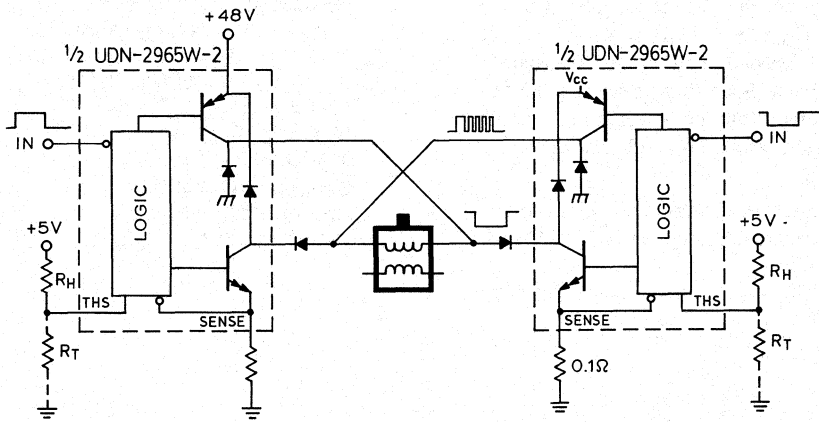 +48V
½ UDN-2965W-2
½ UDN-2965W-2
VCC
IN
IN
LOGIC
LOGIC
+5V
+5V
RH
RH
THS
THS
SENSE
SENSE
RT
RT
0.1Ω